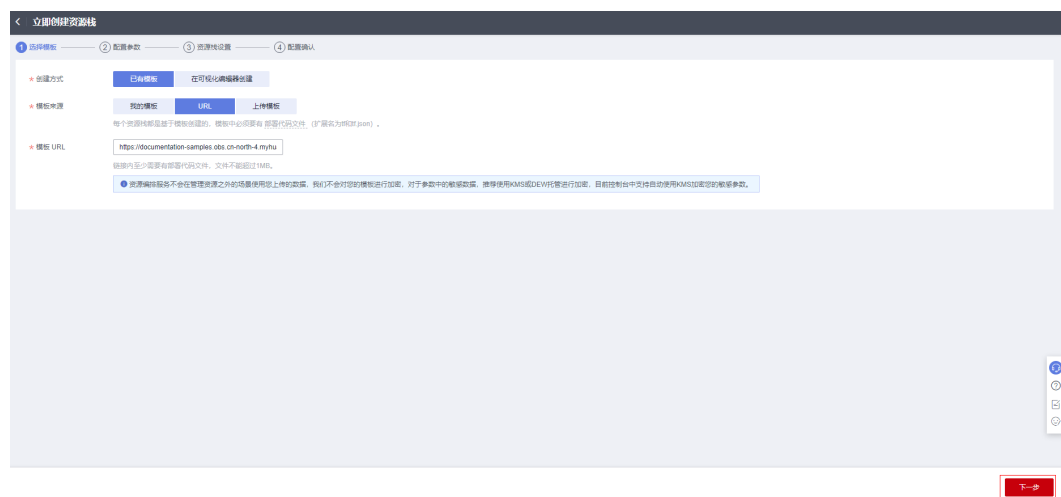 < 立即创建资源栈
1 选择模板 2 配置参数 3 资源栈设置 4 配置确认
* 创建方式 已有模板 在可视化编辑器创建
* 模板来源 我的模板 URL 上传模板
每个资源栈都是基于模板创建的，模板中必须要有 部署代码文件 （扩展名为tf和tf.json）。
* 模板 URL https://documentation-samples.obs.cn-north-4.myhu
链接内至少需要有部署代码文件，文件不能超过1MB。
资源编排服务不会在管理资源之外的场景使用您上传的数据，我们不会对您的模板进行加密，对于参数中的敏感数据，推荐使用KMS或DEW托管进行加密，目前控制台中支持自动使用KMS加密您的敏感参数。
下一步